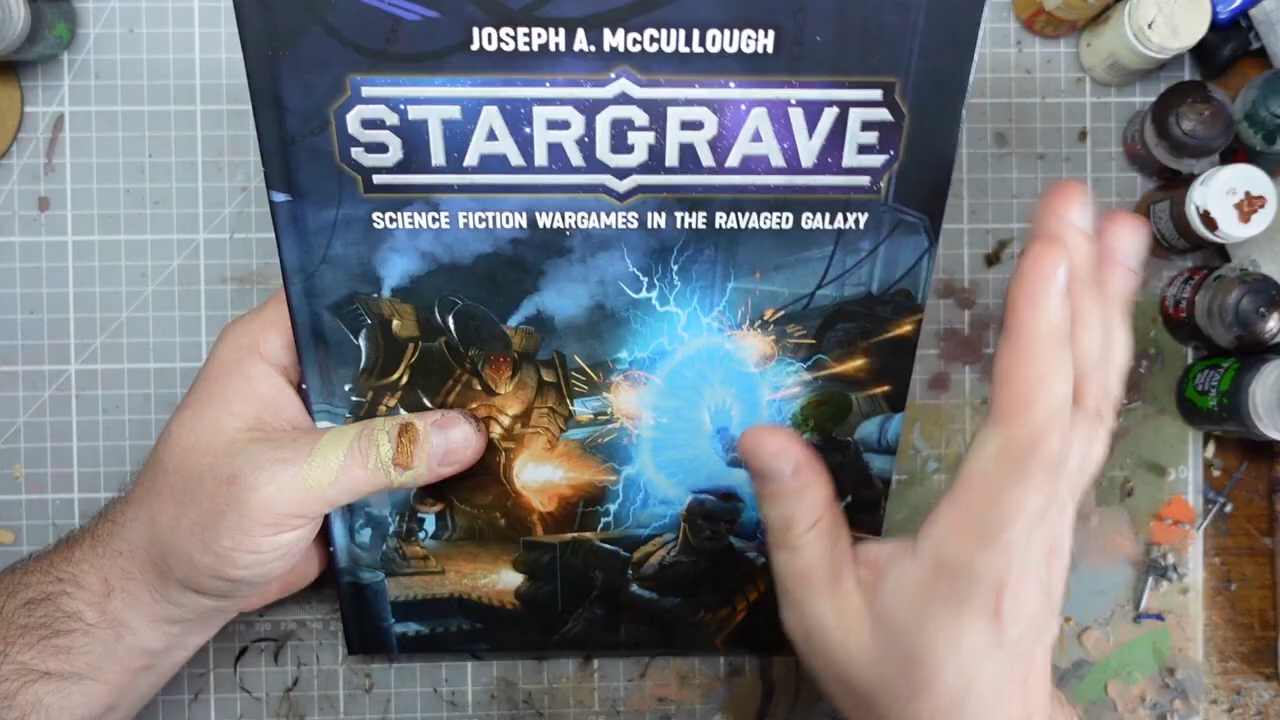 JOSEPH A. McCULLOUGH
STARGRAVE
SCIENCE FICTION WARGAMES IN THE RAVAGED GALAXY